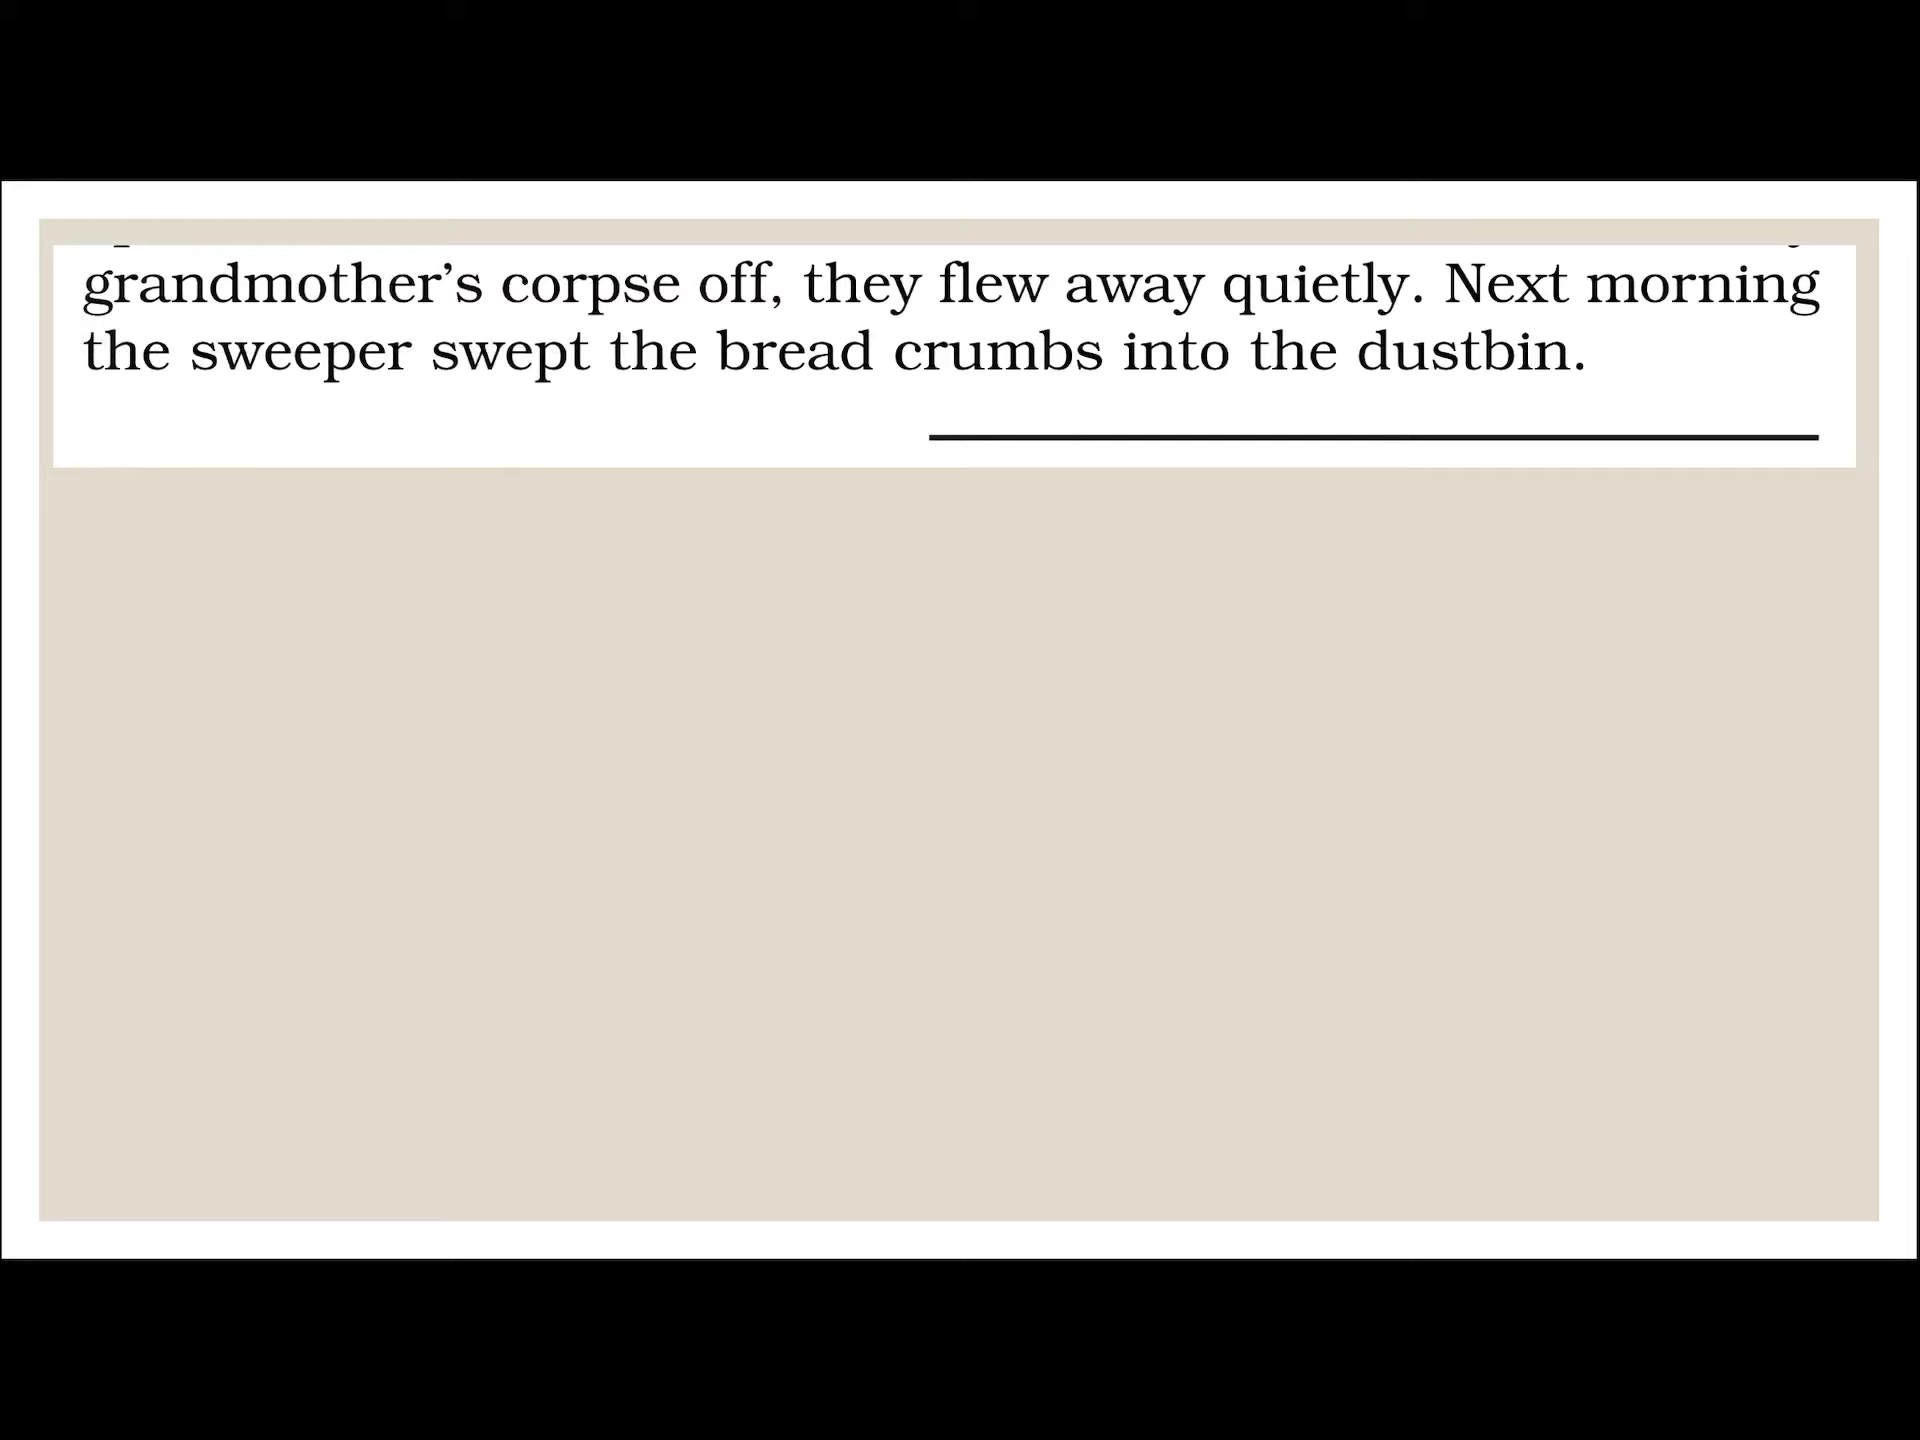 grandmother’s corpse off, they flew away quietly. Next morning
the sweeper swept the bread crumbs into the dustbin.